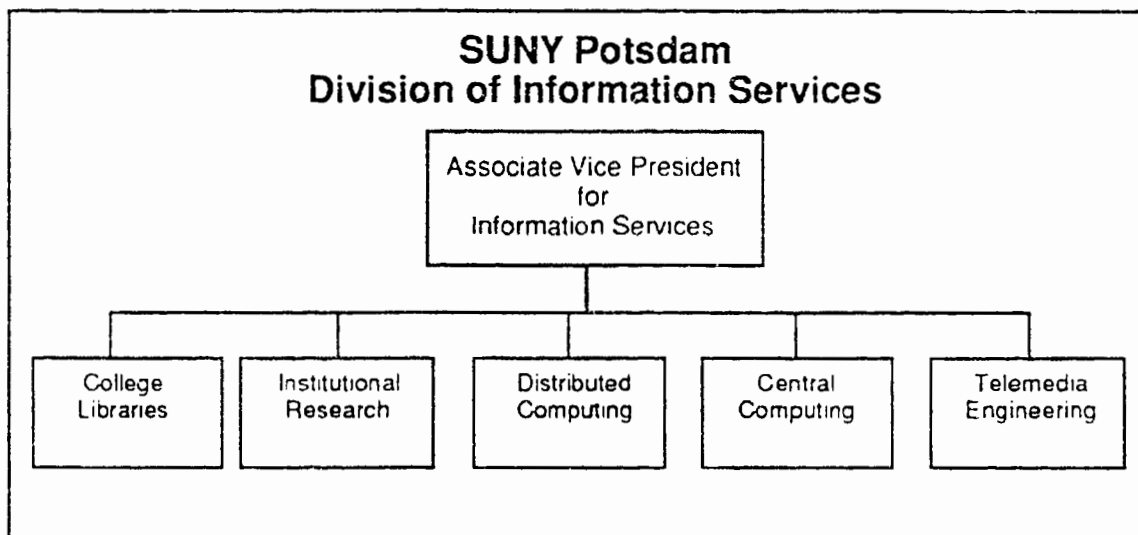 SUNY Potsdam
Division of Information Services
Associate Vice President
for
Information Services
College
Libraries
Institutional
Research
Distributed
Computing
Central
Computing
Telemedia
Engineering